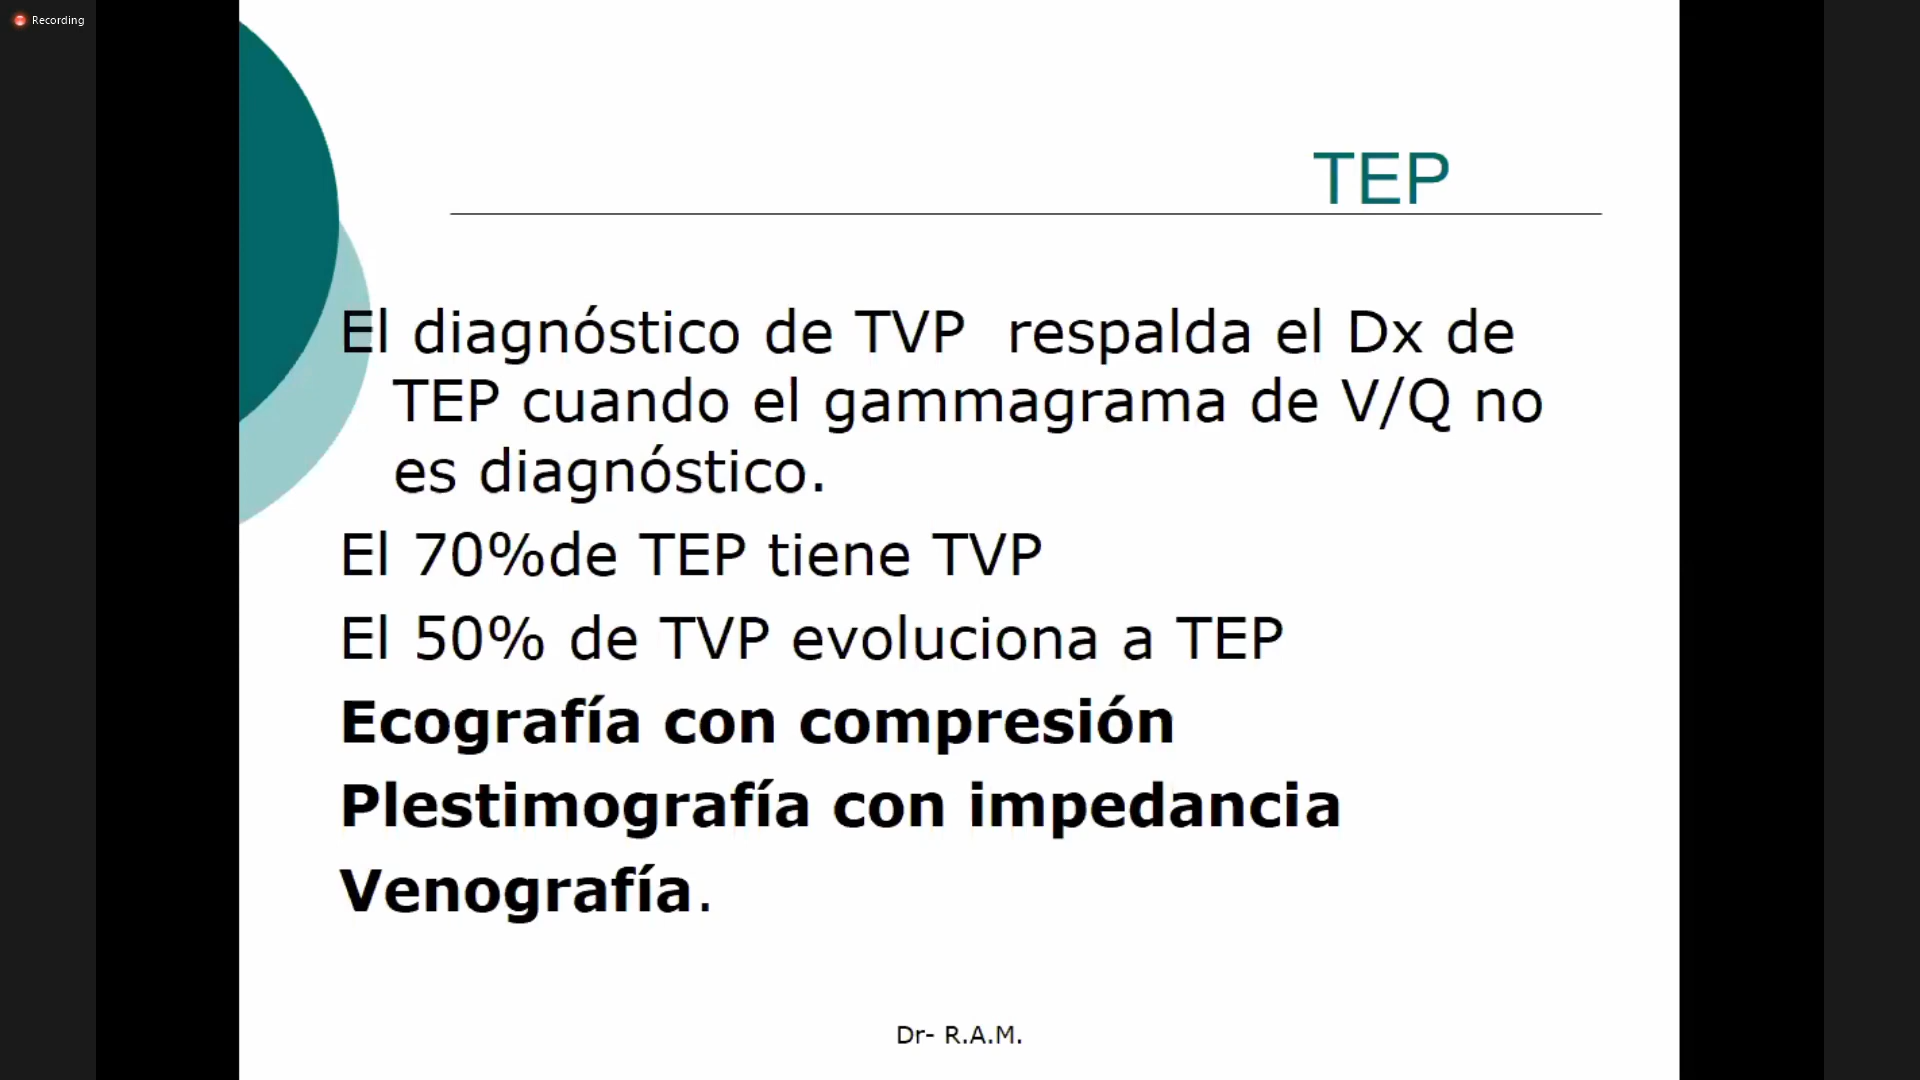 Recording
TEP
El diagnóstico de TVP respalda el Dx de
TEP cuando el gammagrama de V/Q no
es diagnóstico.
El 70%de TEP tiene TVP
El 50% de TVP evoluciona a TEP
Ecografía con compresión
Plestimografía con impedancia
Venografía.
Dr- R.A.M.